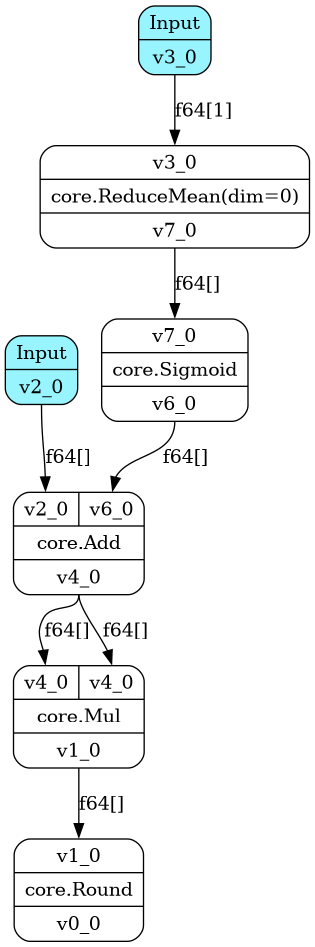 Input
v3_0
f64[1]
v3_0
core.ReduceMean(dim=0)
v7_0
f64[]
v7_0
core.Sigmoid
v6_0
Input
v2_0
f64[]
f64[]
v2_0 v6_0
core.Add
v4_0
f64[] f64[]
v4_0 v4_0
core.Mul
v1_0
f64[]
v1_0
core.Round
v0_0